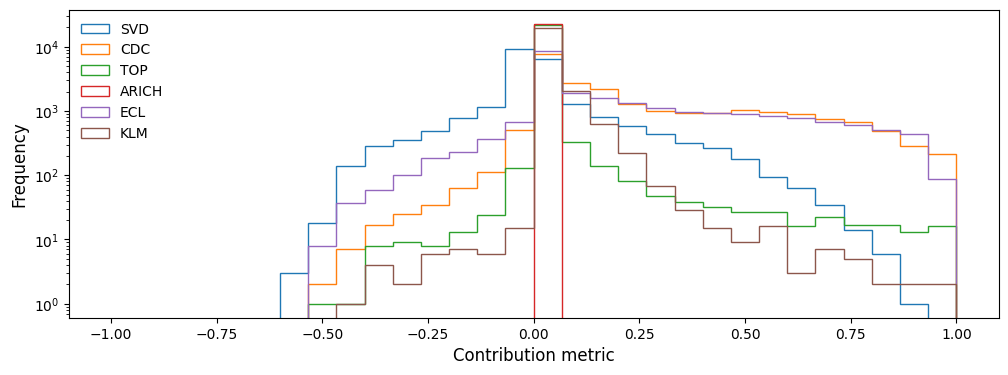 SVD
CDC
TOP
ARICH
ECL
KLM
Frequency
10⁴
10³
10²
10¹
10⁰
−1.00 −0.75 −0.50 −0.25 0.00 0.25 0.50 0.75 1.00
Contribution metric